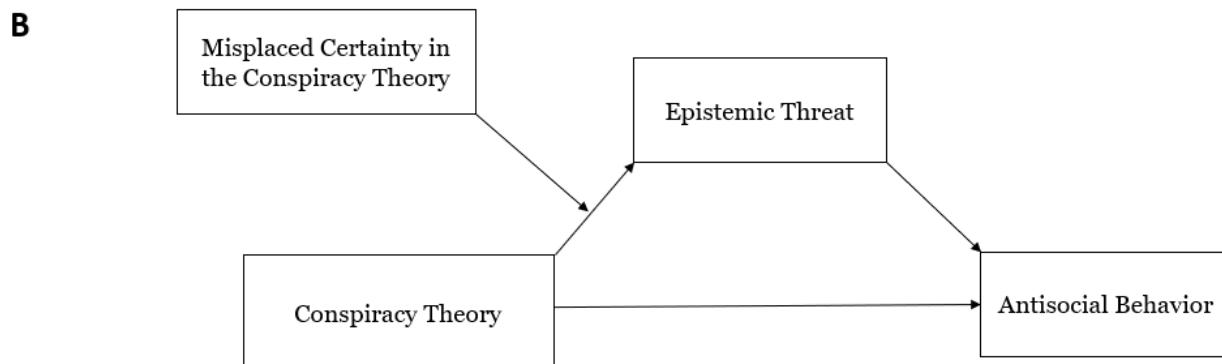 B
Misplaced Certainty in
the Conspiracy Theory
Epistemic Threat
Conspiracy Theory
Antisocial Behavior